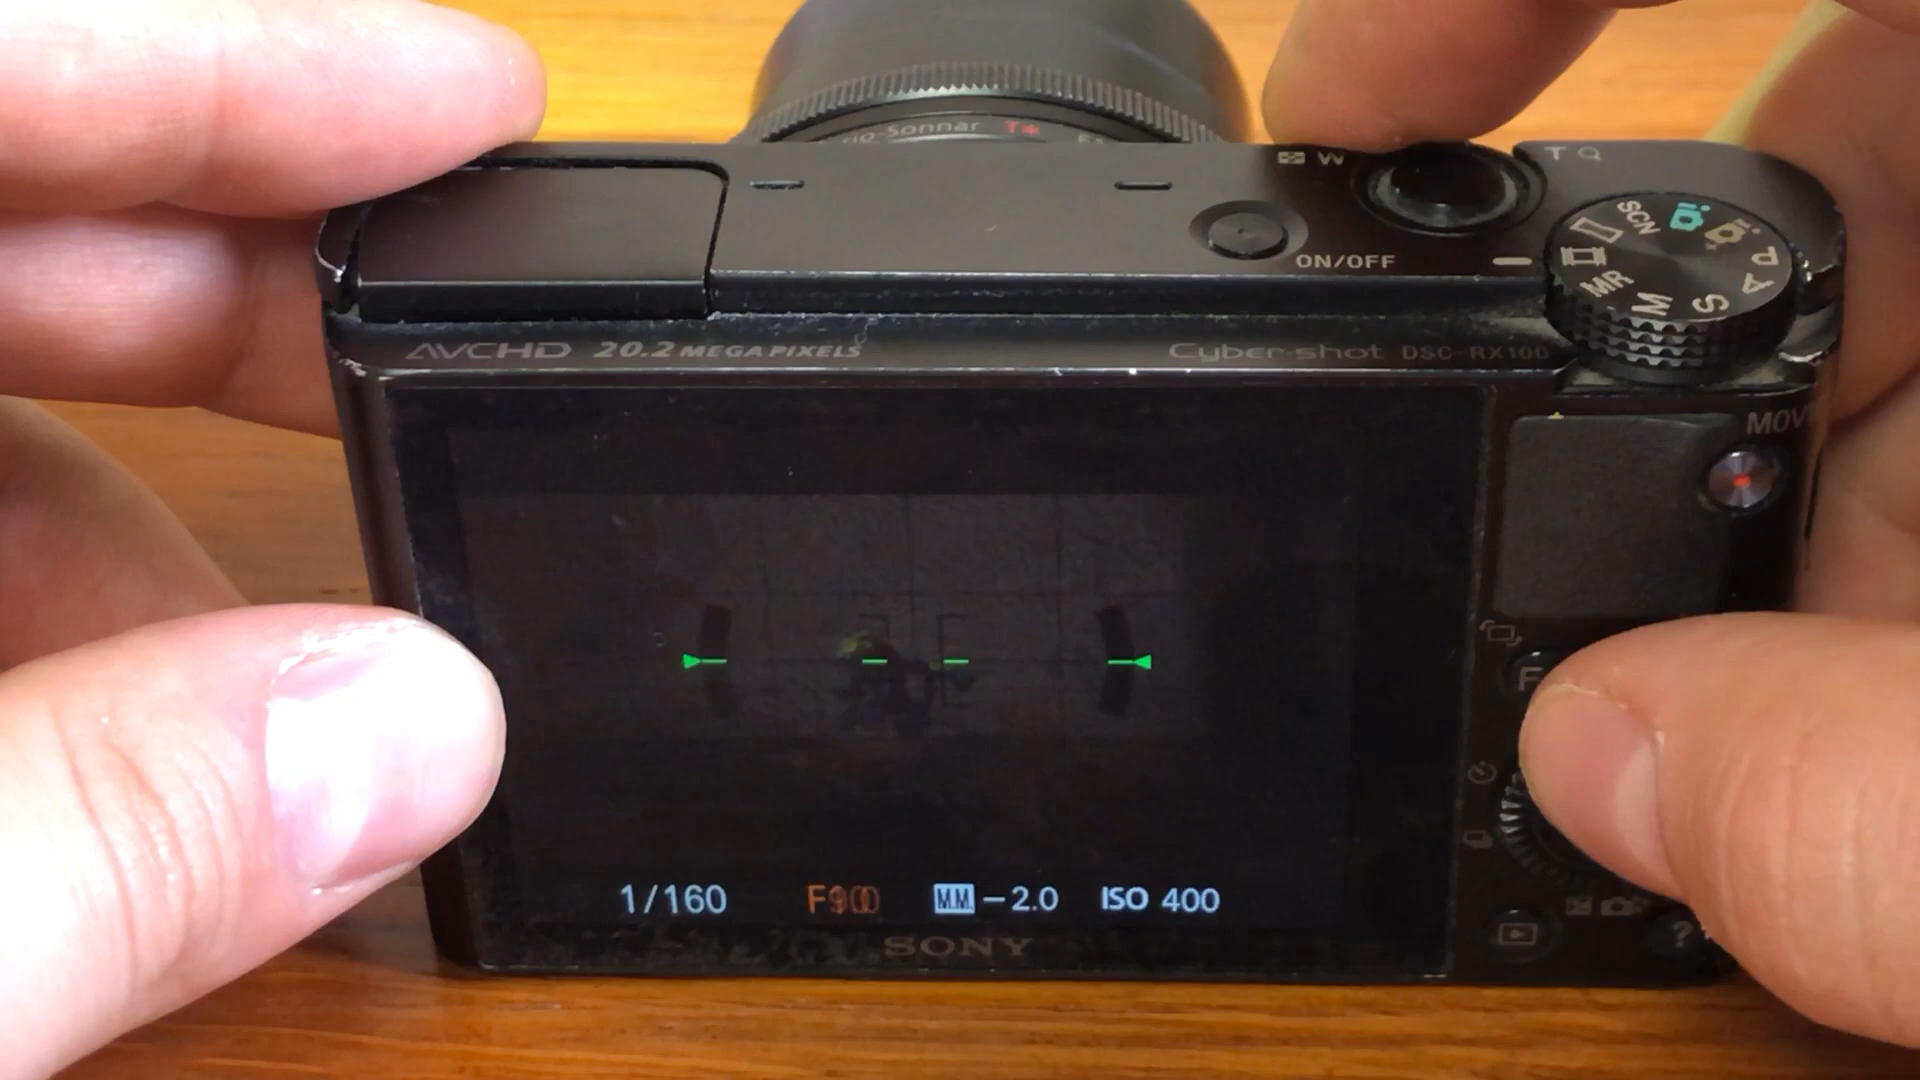 -Sonnar T*
W
T
ON/OFF
SCN
P
A
S
M
MR
AVCHD 20.2 MEGA PIXELS
Cyber-shot DSC-RX100
MOV
F
1/160
M.M. -2.0 ISO 400
SONY
?